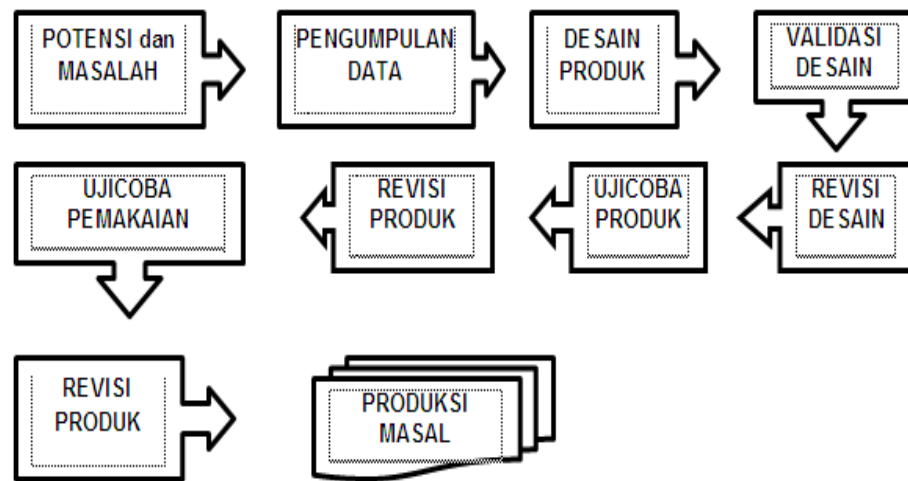 POTENSI dan
MASALAH
PENGUMPULAN
DATA
DESAIN
PRODUK
VALIDASI
DESAIN
REVISI
DESAIN
UJICOBA
PRODUK
REVISI
PRODUK
UJICOBA
PEMAKAIAN
REVISI
PRODUK
PRODUKSI
MASAL